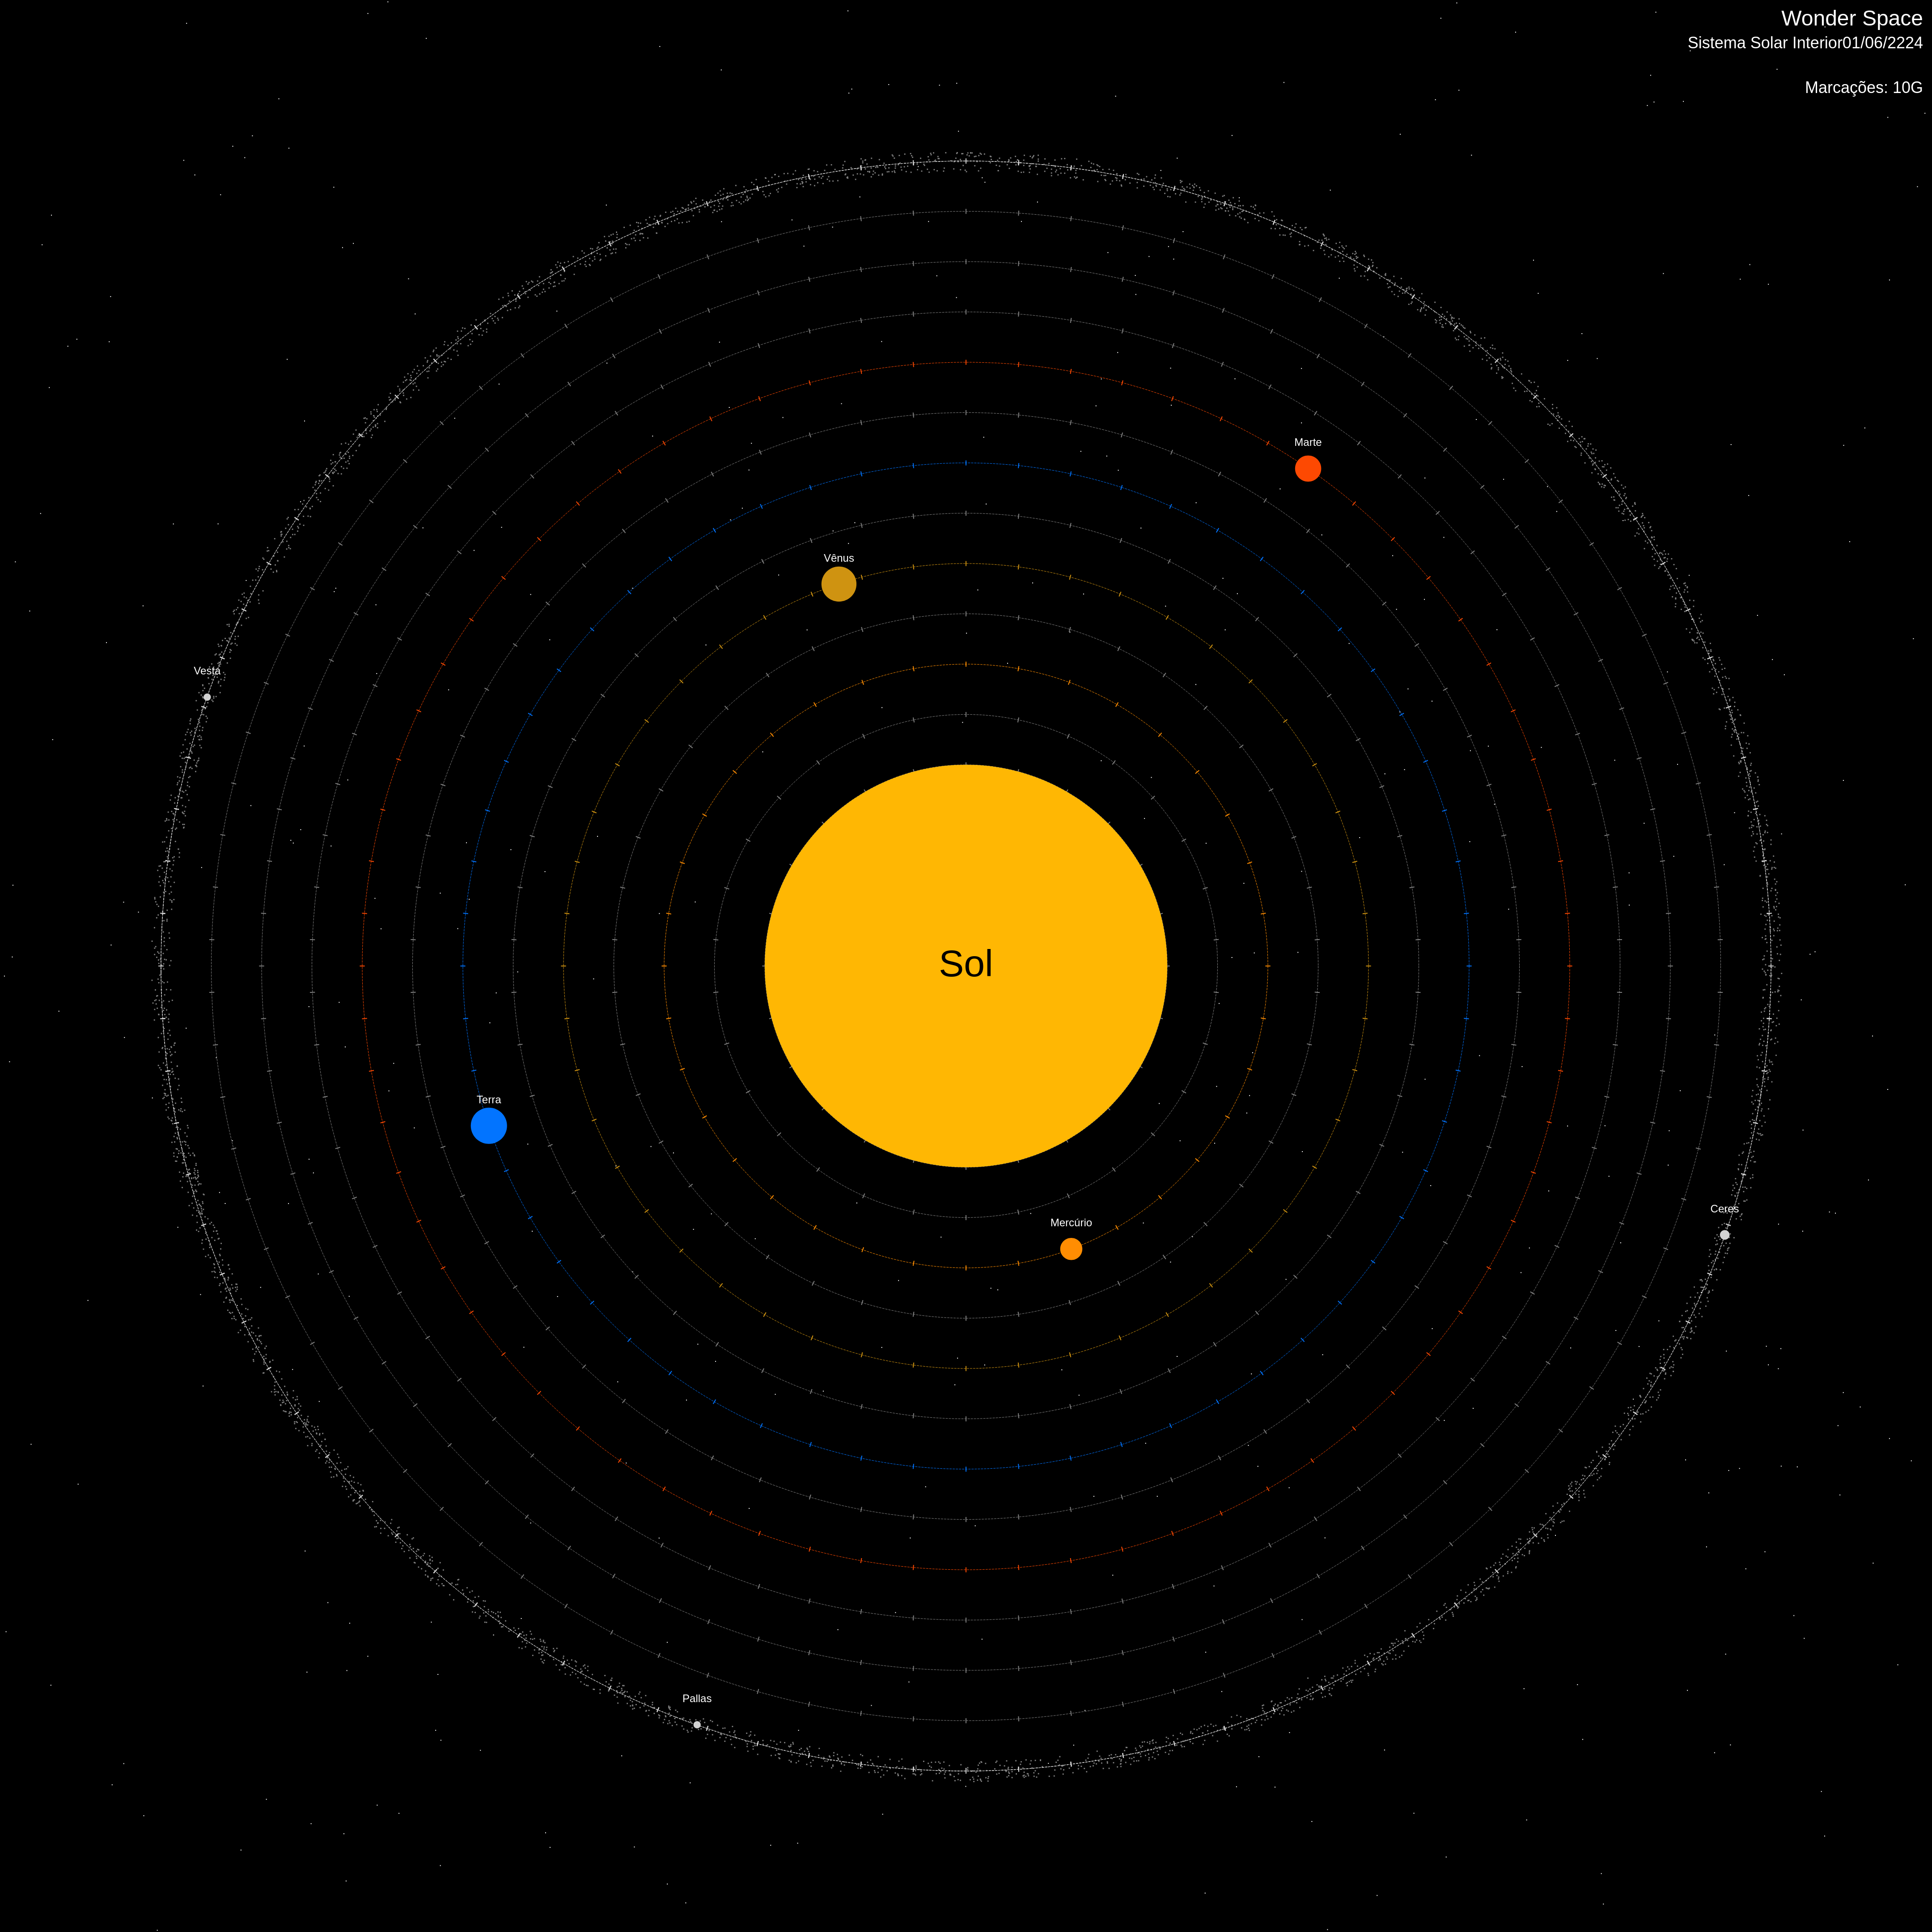 Wonder Space
Sistema Solar Interior01/06/2224
Marcações: 10G
Marte
Vênus
Vesta
Sol
Terra
Ceres
Mercúrio
Pallas